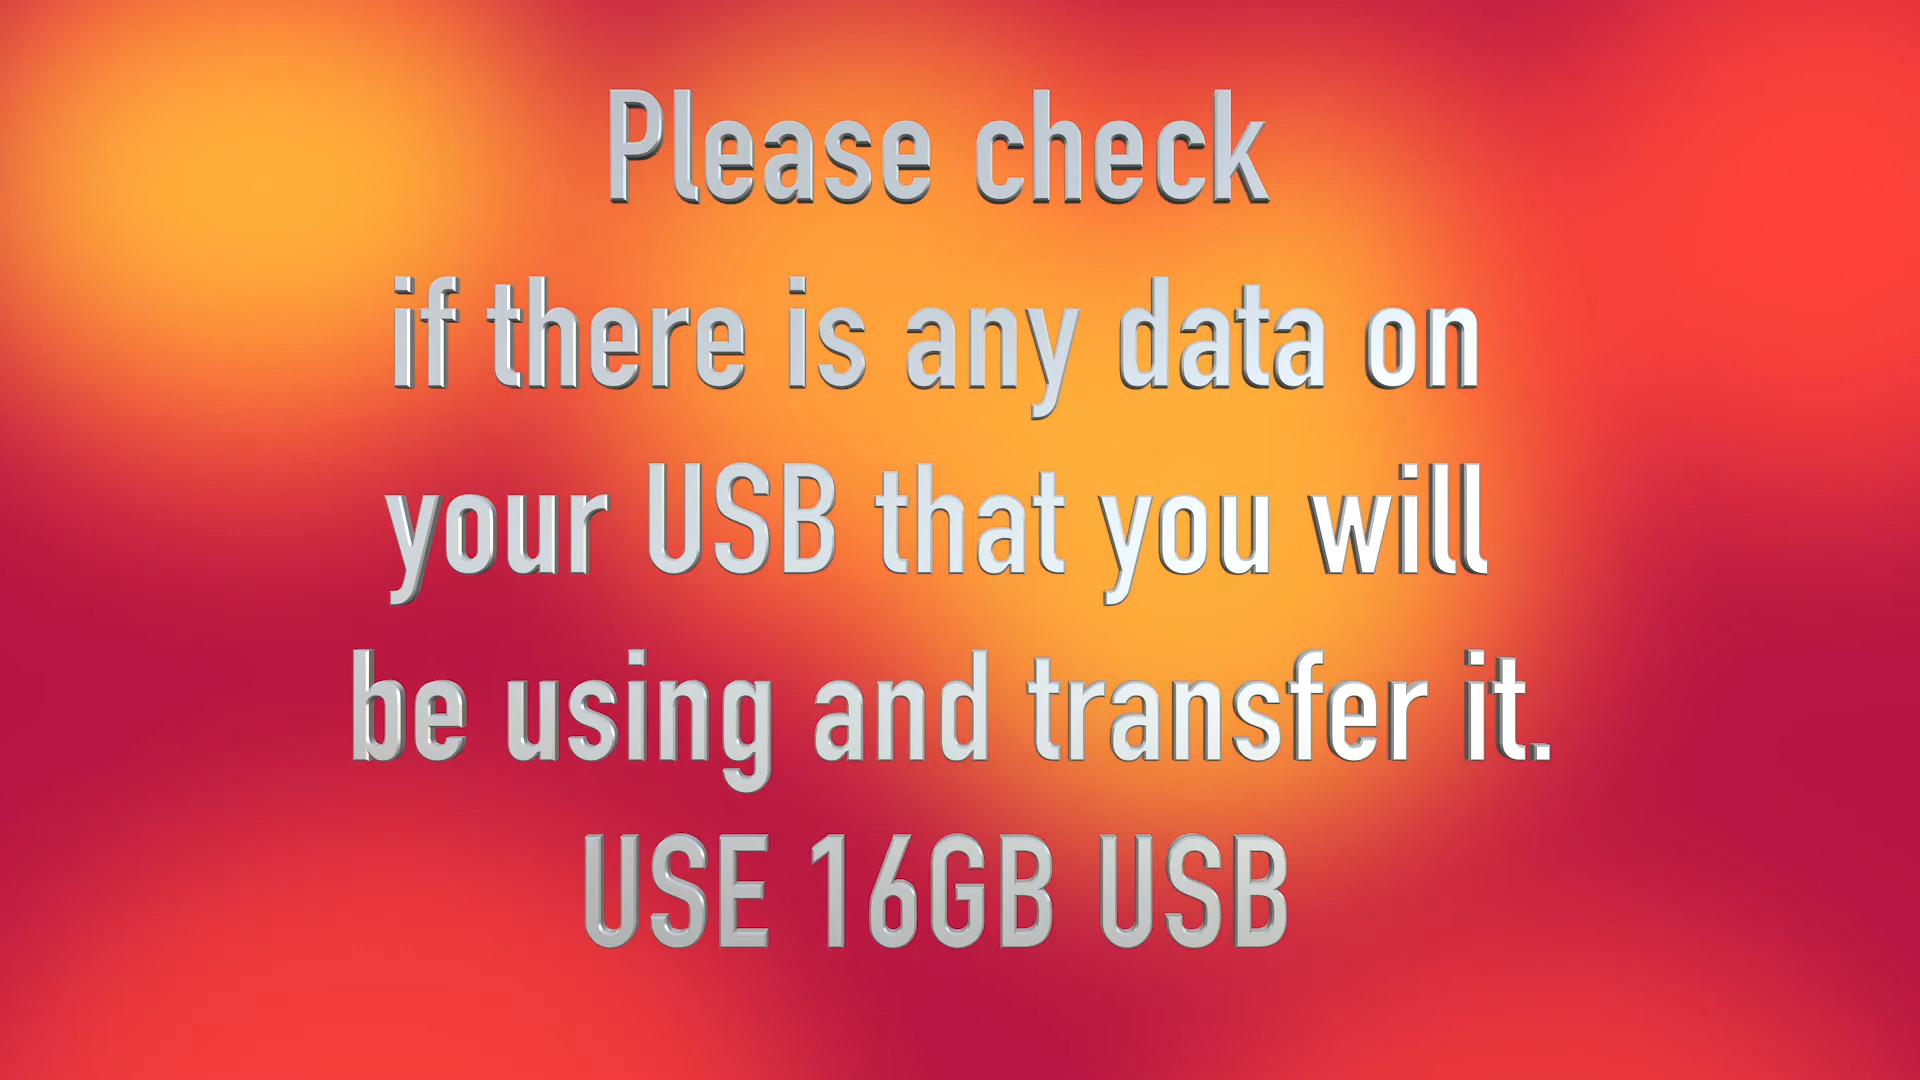 Please check
if there is any data on
your USB that you will
be using and transfer it.
USE 16GB USB